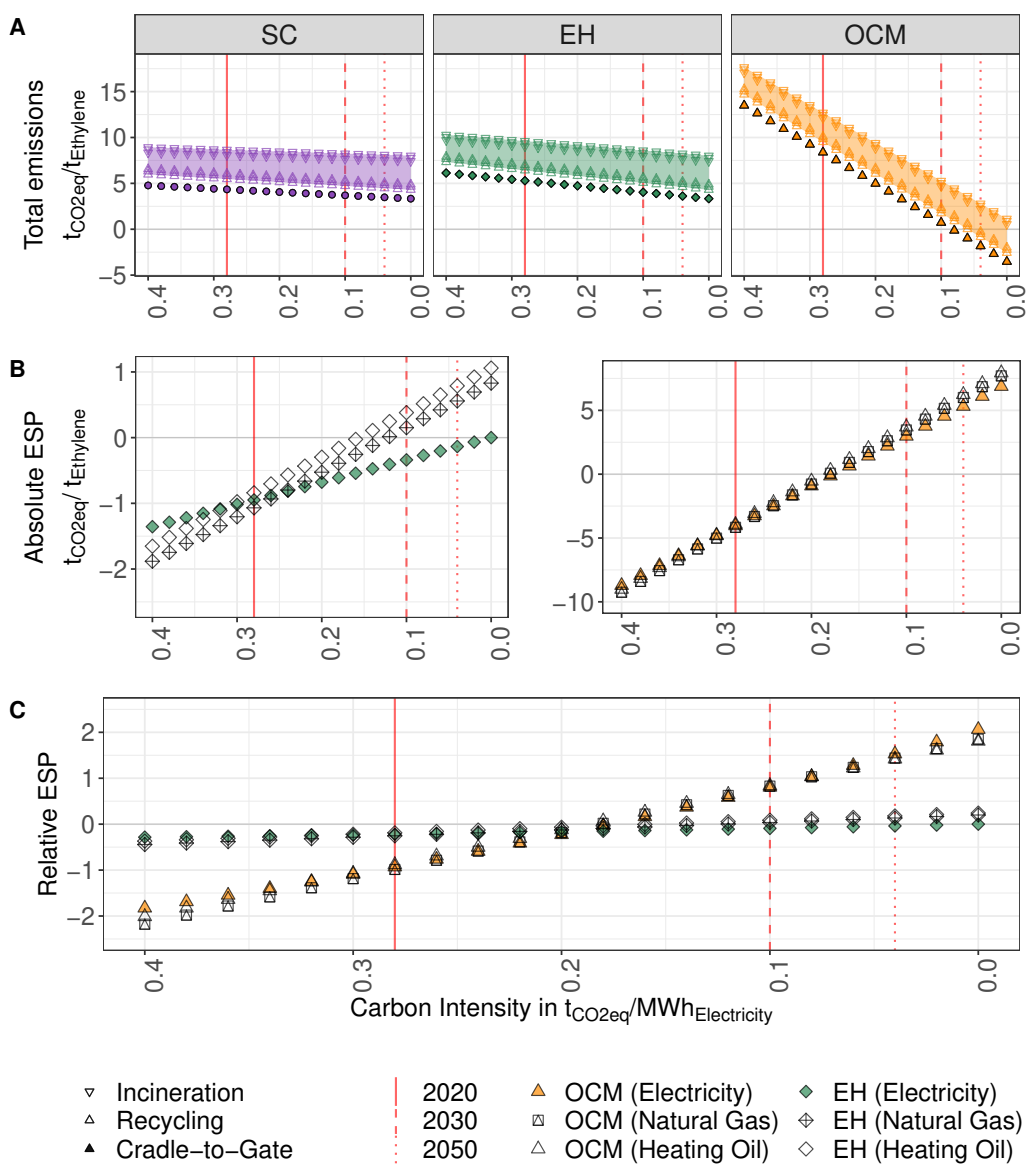 A
SC
EH
OCM
Total emissions
t_CO2eq/t_Ethylene
15
10
5
0
−5
0.4
0.3
0.2
0.1
0.0
0.4
0.3
0.2
0.1
0.0
0.4
0.3
0.2
0.1
0.0
B
Absolute ESP
t_CO2eq/ t_Ethylene
1
0
−1
−2
0.4
0.3
0.2
0.1
0.0
5
0
−5
−10
0.4
0.3
0.2
0.1
0.0
C
Relative ESP
2
1
0
−1
−2
0.4
0.3
0.2
0.1
0.0
Carbon Intensity in t_CO2eq/MWh_Electricity
Incineration
Recycling
Cradle−to−Gate
2020
2030
2050
OCM (Electricity)
OCM (Natural Gas)
OCM (Heating Oil)
EH (Electricity)
EH (Natural Gas)
EH (Heating Oil)